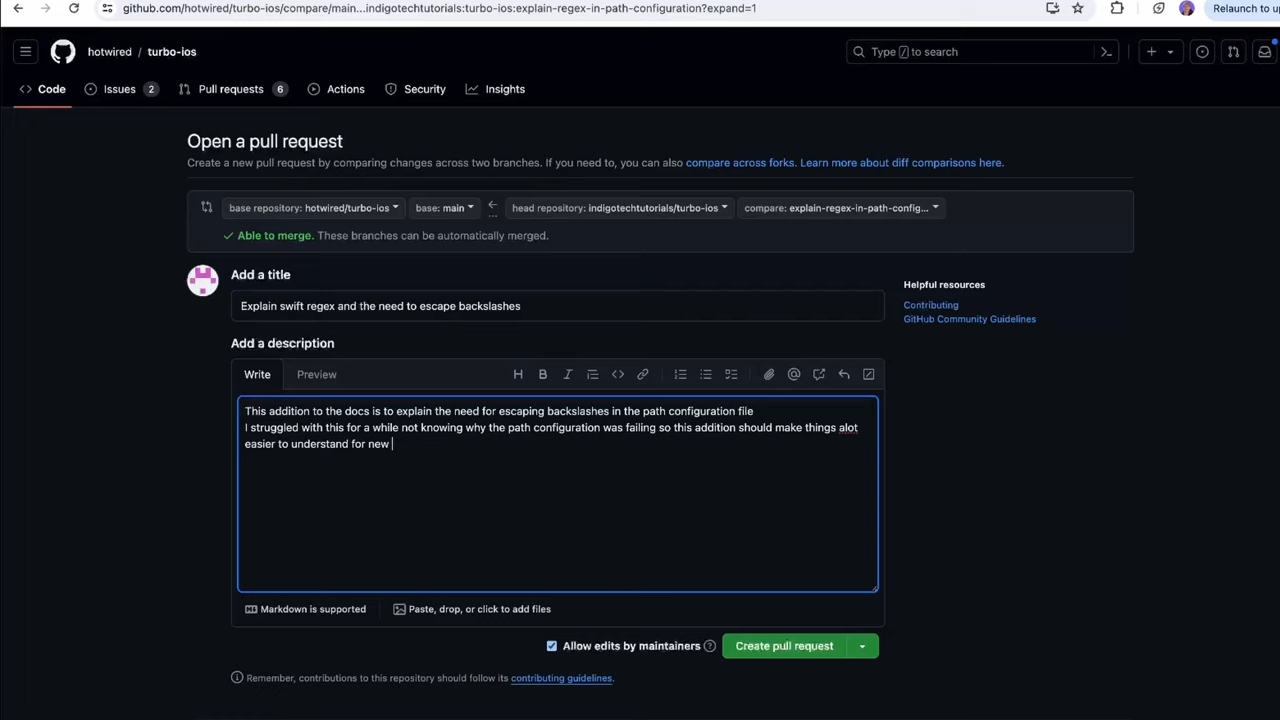 github.com/hotwired/turbo-ios/compare/main...indigotechtutorials:turbo-ios:explain-regex-in-path-configuration?expand=1
Relaunch to up
hotwired / turbo-ios
Type / to search
Code
Issues 2
Pull requests 6
Actions
Security
Insights
Open a pull request
Create a new pull request by comparing changes across two branches. If you need to, you can also compare across forks. Learn more about diff comparisons here.
base repository: hotwired/turbo-ios
base: main
head repository: indigotechtutorials/turbo-ios
compare: explain-regex-in-path-config...
Able to merge. These branches can be automatically merged.
Add a title
Helpful resources
Explain swift regex and the need to escape backslashes
Contributing
GitHub Community Guidelines
Add a description
Write
Preview
This addition to the docs is to explain the need for escaping backslashes in the path configuration file
I struggled with this for a while not knowing why the path configuration was failing so this addition should make things alot
easier to understand for new
Markdown is supported
Paste, drop, or click to add files
Allow edits by maintainers
Create pull request
Remember, contributions to this repository should follow its contributing guidelines.